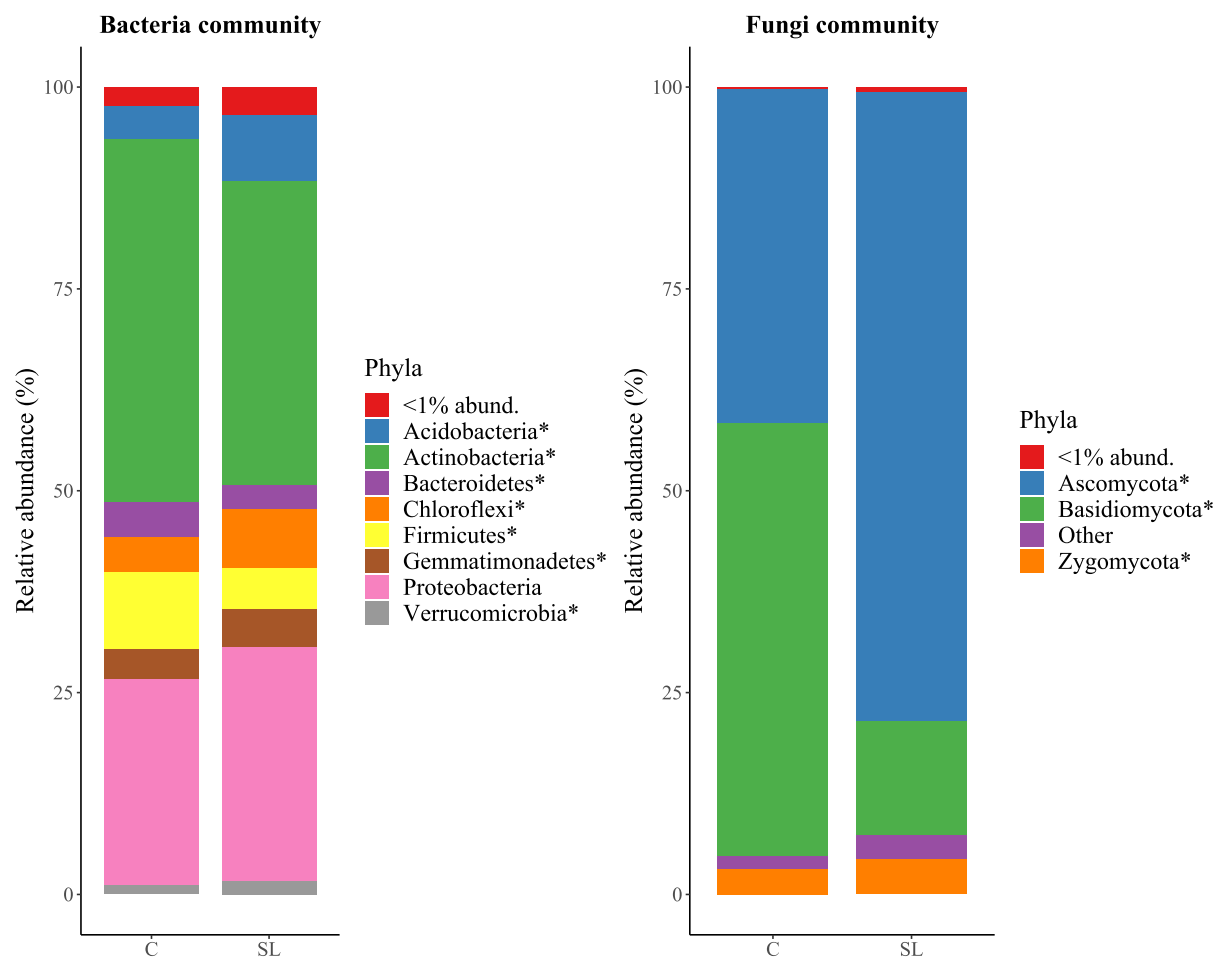 Bacteria community
Relative abundance (%)
100
75
50
25
0
C
SL
Phyla
<1% abund.
Acidobacteria*
Actinobacteria*
Bacteroidetes*
Chloroflexi*
Firmicutes*
Gemmatimonadetes*
Proteobacteria
Verrucomicrobia*
Fungi community
Relative abundance (%)
100
75
50
25
0
C
SL
Phyla
<1% abund.
Ascomycota*
Basidiomycota*
Other
Zygomycota*